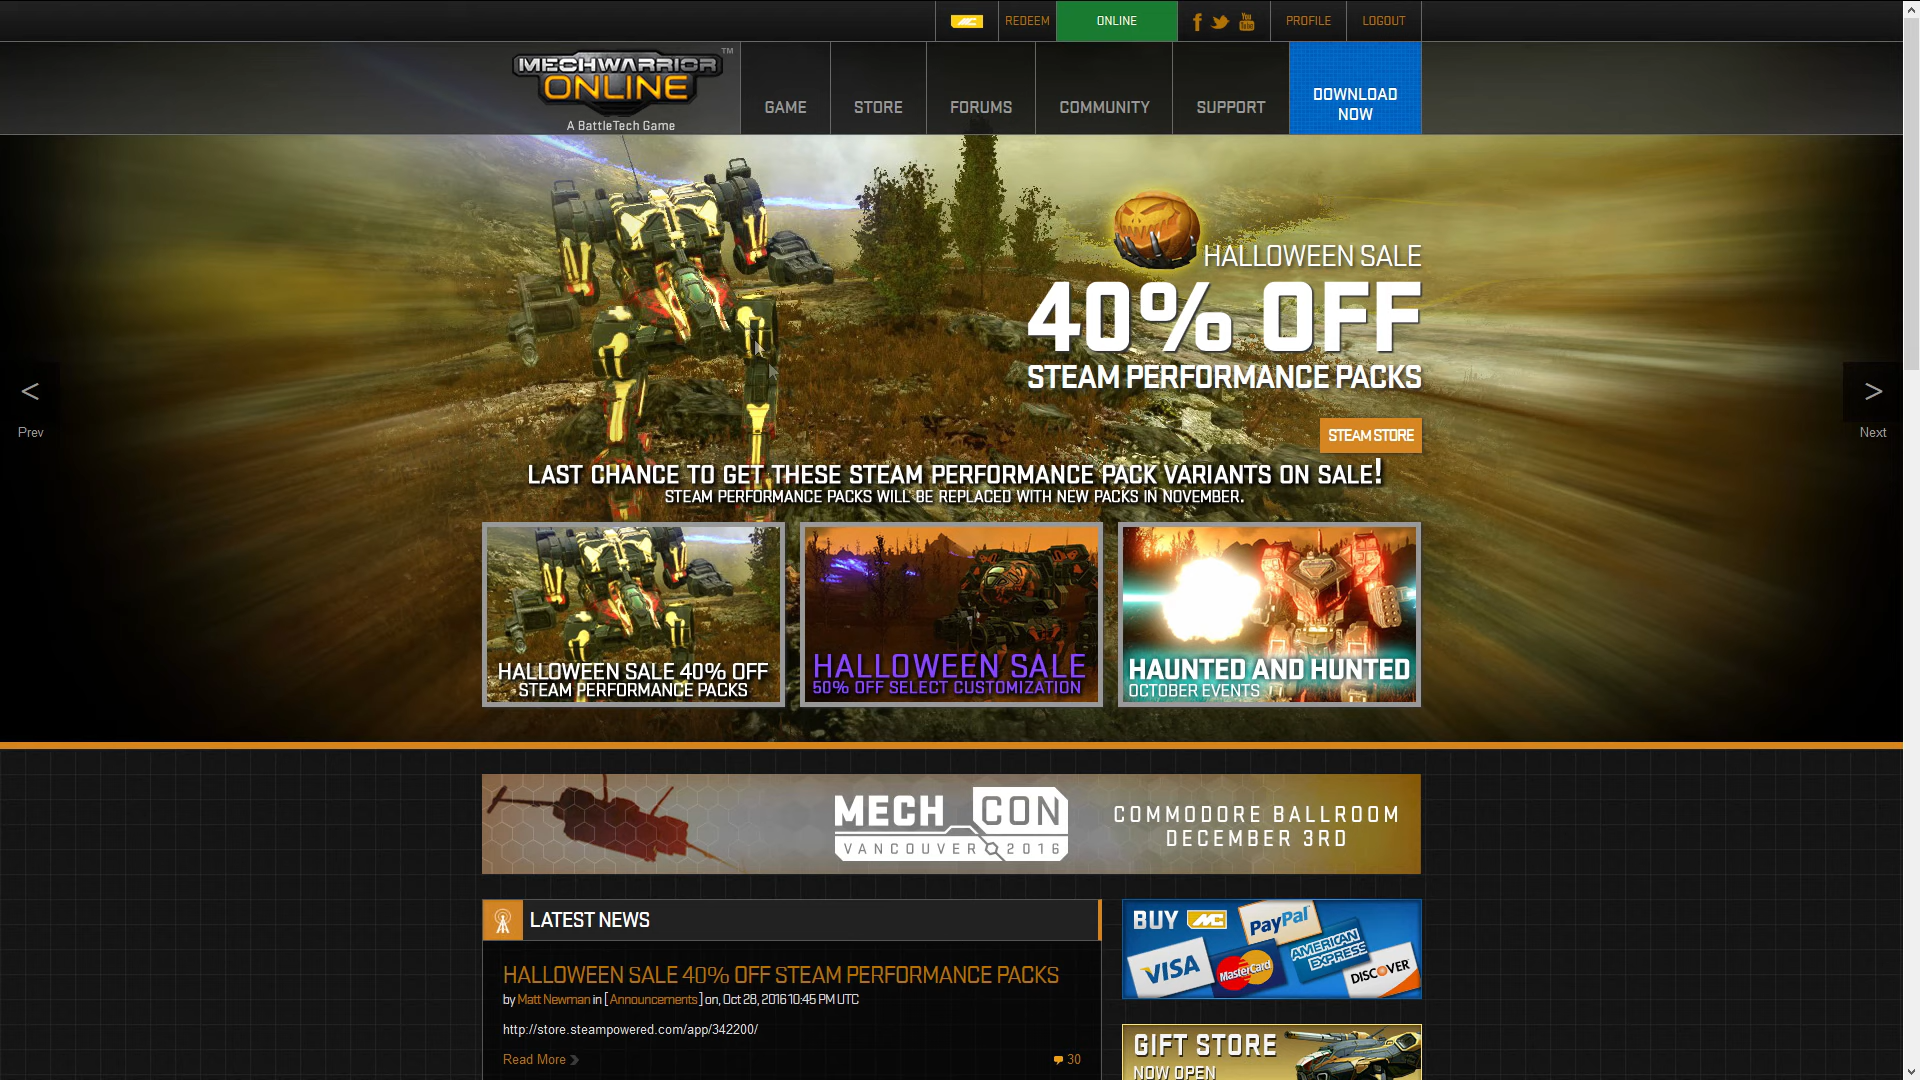 REDEEM
ONLINE
PROFILE
LOGOUT
MECHWARRIOR
ONLINE
TM
A BattleTech Game
GAME
STORE
FORUMS
COMMUNITY
SUPPORT
DOWNLOAD
NOW
HALLOWEEN SALE
40% OFF
STEAM PERFORMANCE PACKS
<
Prev
>
Next
STEAM STORE
LAST CHANCE TO GET THESE STEAM PERFORMANCE PACK VARIANTS ON SALE!
STEAM PERFORMANCE PACKS WILL BE REPLACED WITH NEW PACKS IN NOVEMBER.
HALLOWEEN SALE 40% OFF
STEAM PERFORMANCE PACKS
HALLOWEEN SALE
50% OFF SELECT CUSTOMIZATION
HAUNTED AND HUNTED
OCTOBER EVENTS
MECH CON
VANCOUVER 2016
COMMODORE BALLROOM
DECEMBER 3RD
LATEST NEWS
HALLOWEEN SALE 40% OFF STEAM PERFORMANCE PACKS
by Matt Newman in [ Announcements ] on, Oct 28, 2016 10:45 PM UTC
http://store.steampowered.com/app/342200/
Read More
30
BUY MC
PayPal
VISA
MasterCard
AMERICAN EXPRESS
DISCOVER
GIFT STORE
NOW OPEN